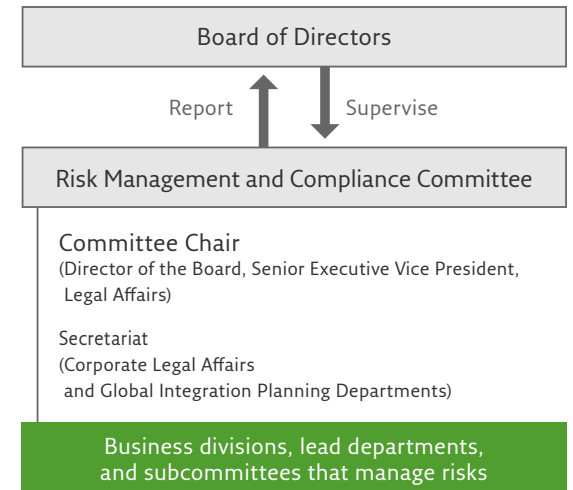 Board of Directors
Report
Supervise
Risk Management and Compliance Committee
Committee Chair
(Director of the Board, Senior Executive Vice President,
Legal Affairs)
Secretariat
(Corporate Legal Affairs
and Global Integration Planning Departments)
Business divisions, lead departments,
and subcommittees that manage risks